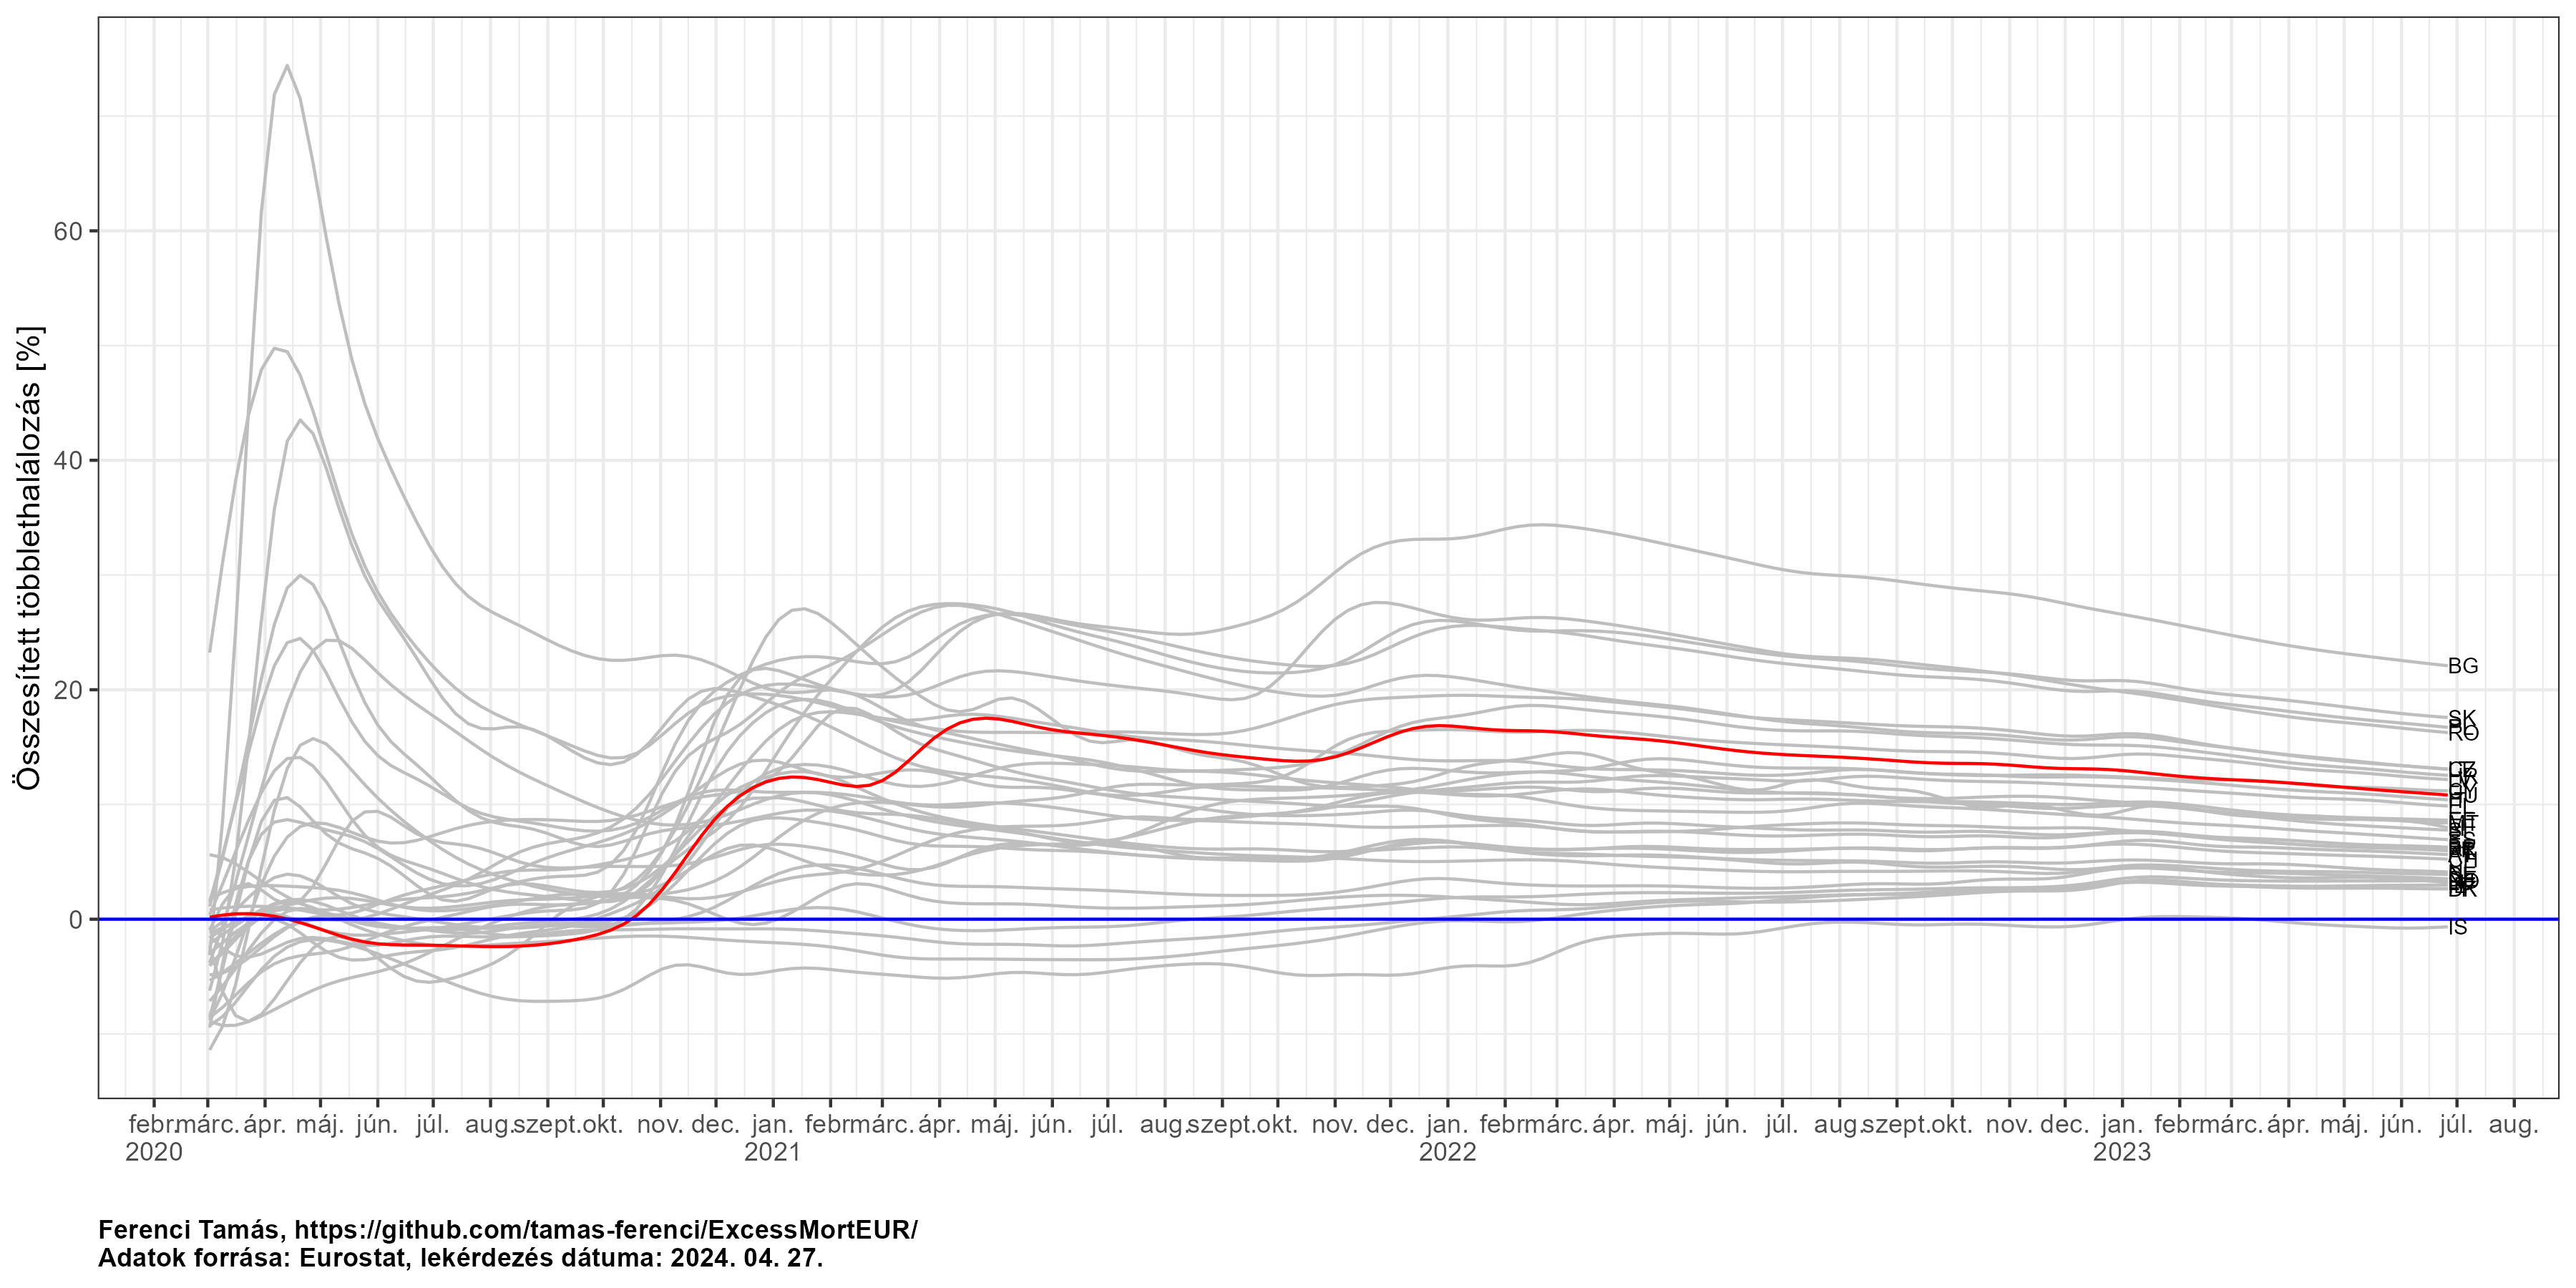 Összesített többlethalálozás [%]
60
40
20
0
BG
SK
RO
IS
febr. márc. ápr. máj. jún. júl. aug. szept. okt. nov. dec. jan. febr. márc. ápr. máj. jún. júl. aug. szept. okt. nov. dec. jan. febr. márc. ápr. máj. jún. júl. aug. szept. okt. nov. dec. jan. febr. márc. ápr. máj. jún. júl. aug.
2020 2021 2022 2023
Ferenci Tamás, https://github.com/tamas-ferenci/ExcessMortEUR/
Adatok forrása: Eurostat, lekérdezés dátuma: 2024. 04. 27.